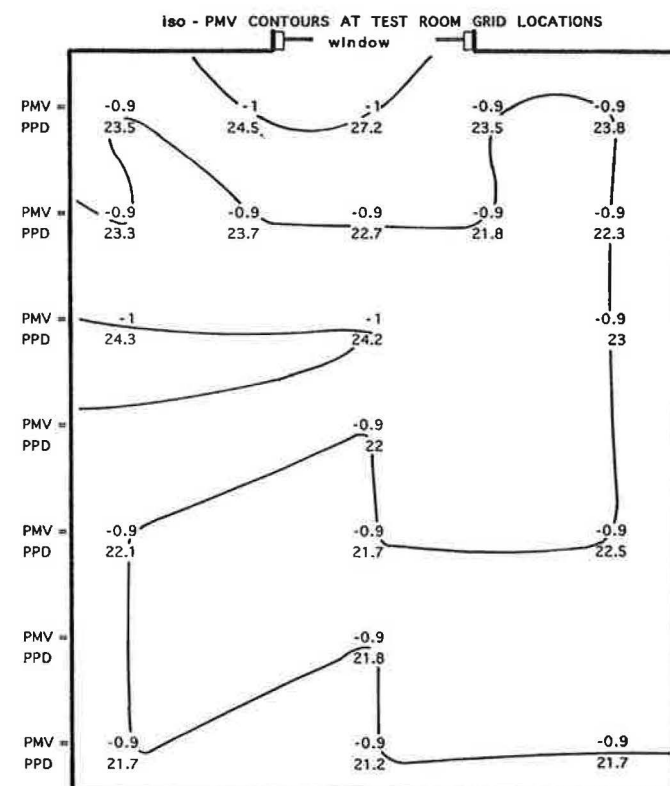 iso - PMV CONTOURS AT TEST ROOM GRID LOCATIONS
window
PMV = -0.9 -1 -1 -0.9 -0.9
PPD 23.5 24.5 27.2 23.5 23.8
PMV = -0.9 -0.9 -0.9 -0.9 -0.9
PPD 23.3 23.7 22.7 21.8 22.3
PMV = -1 -1 -0.9
PPD 24.3 24.2 23
PMV = -0.9
PPD 22
PMV = -0.9 -0.9 -0.9
PPD 22.1 21.7 22.5
PMV = -0.9
PPD 21.8
PMV = -0.9 -0.9 -0.9
PPD 21.7 21.2 21.7